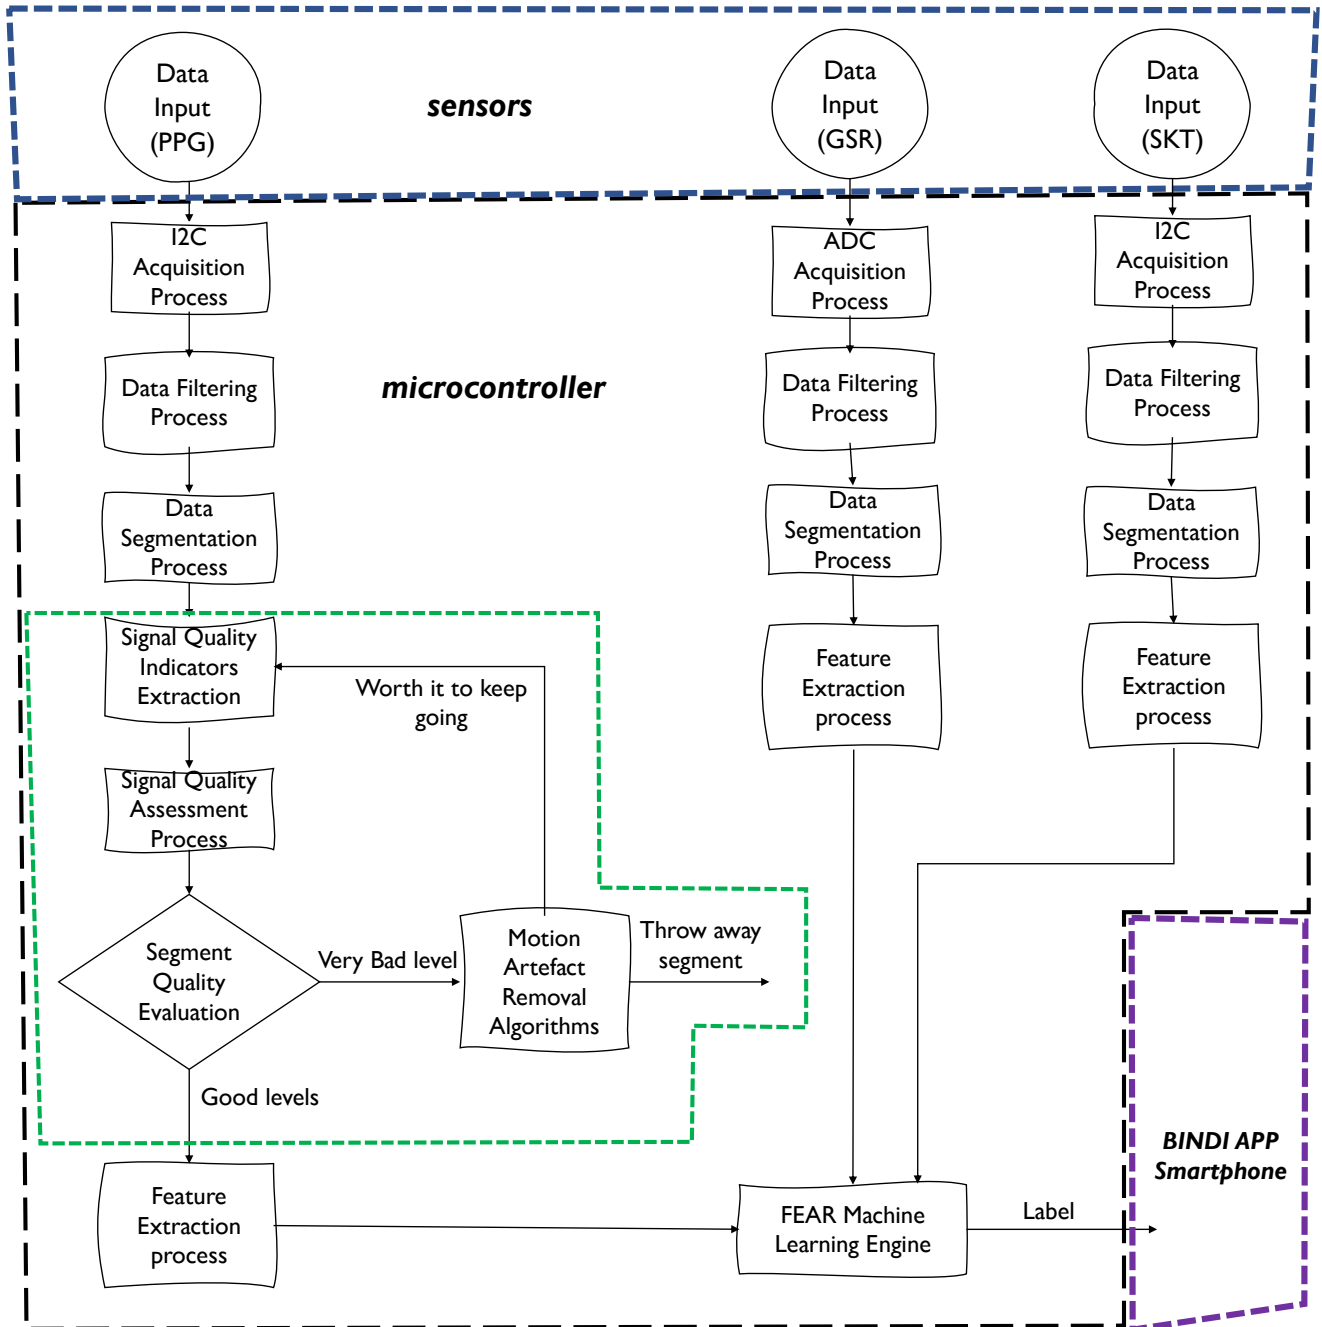 Data
Input
(PPG)
sensors
Data
Input
(GSR)
Data
Input
(SKT)
I2C
Acquisition
Process
ADC
Acquisition
Process
I2C
Acquisition
Process
Data Filtering
Process
microcontroller
Data Filtering
Process
Data Filtering
Process
Data
Segmentation
Process
Data
Segmentation
Process
Data
Segmentation
Process
Signal Quality
Indicators
Extraction
Worth it to keep
going
Feature
Extraction
process
Feature
Extraction
process
Signal Quality
Assessment
Process
Segment
Quality
Evaluation
Very Bad level
Motion
Artefact
Removal
Algorithms
Throw away
segment
Good levels
BINDI APP
Smartphone
Feature
Extraction
process
FEAR Machine
Learning Engine
Label